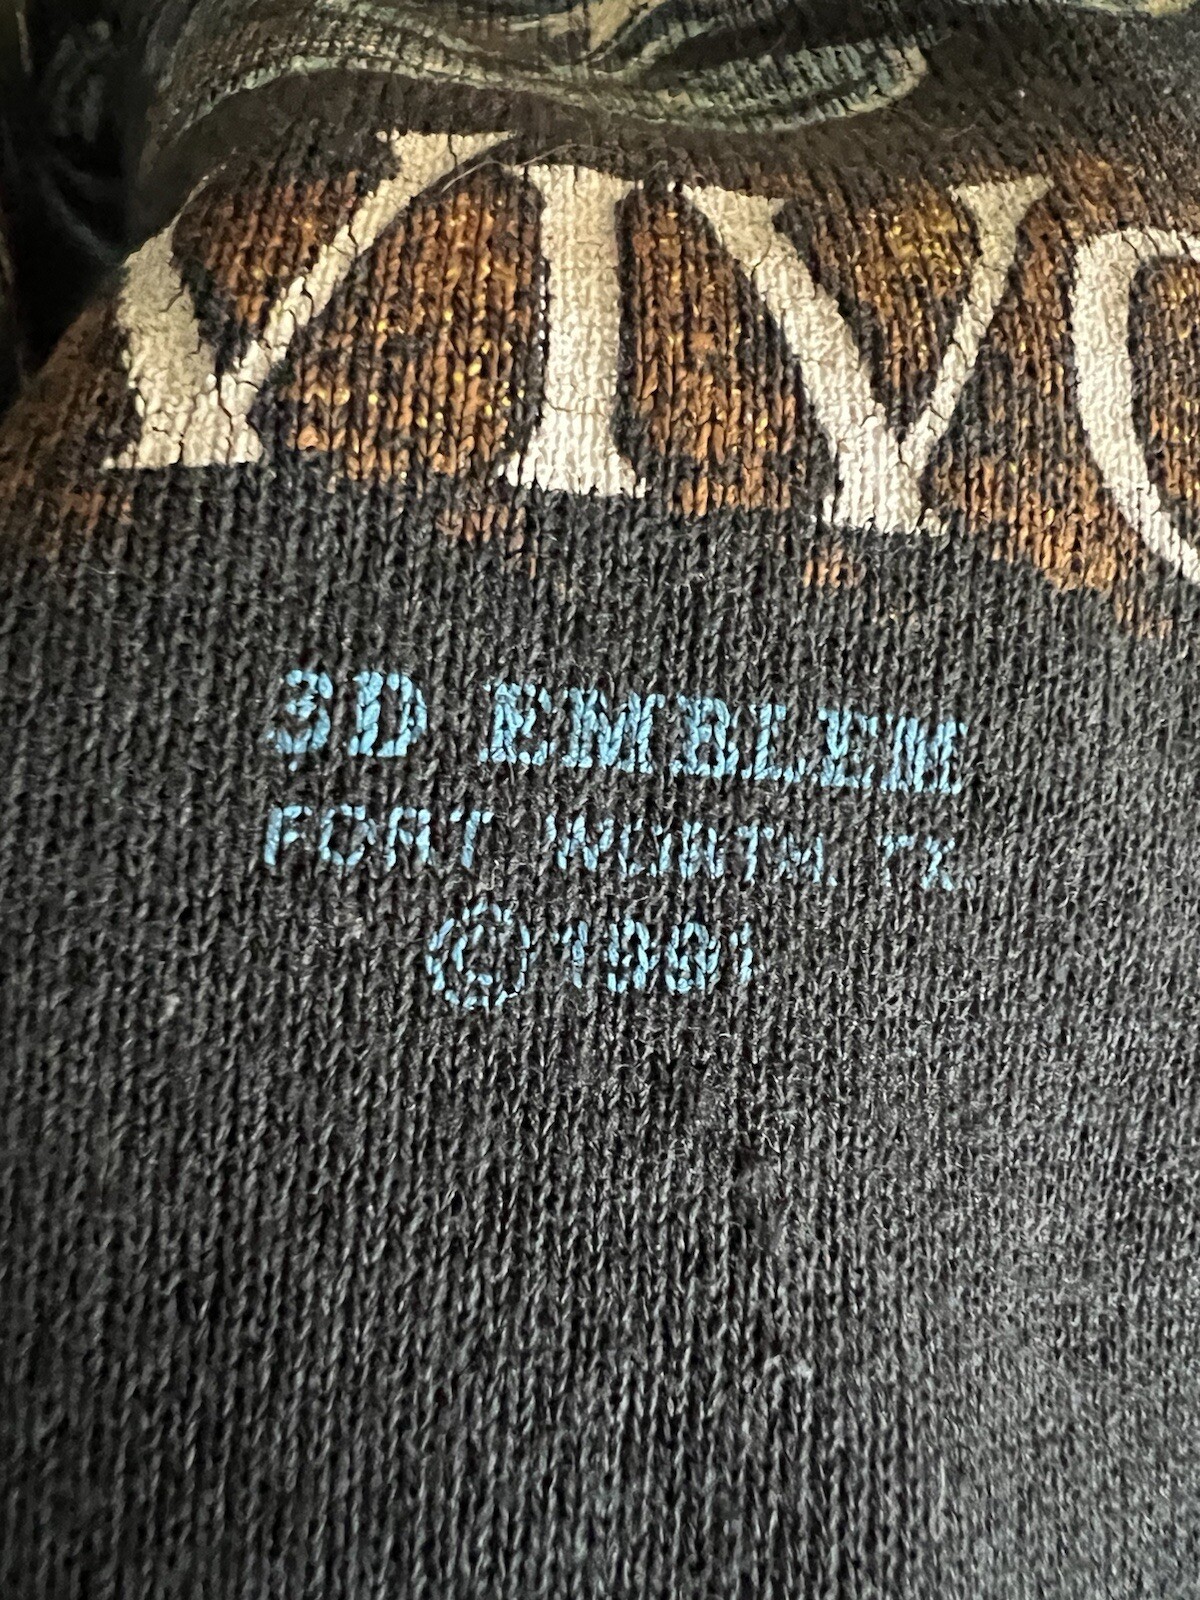 3D EMBLEM
FORT WORTH, TX.
©1991